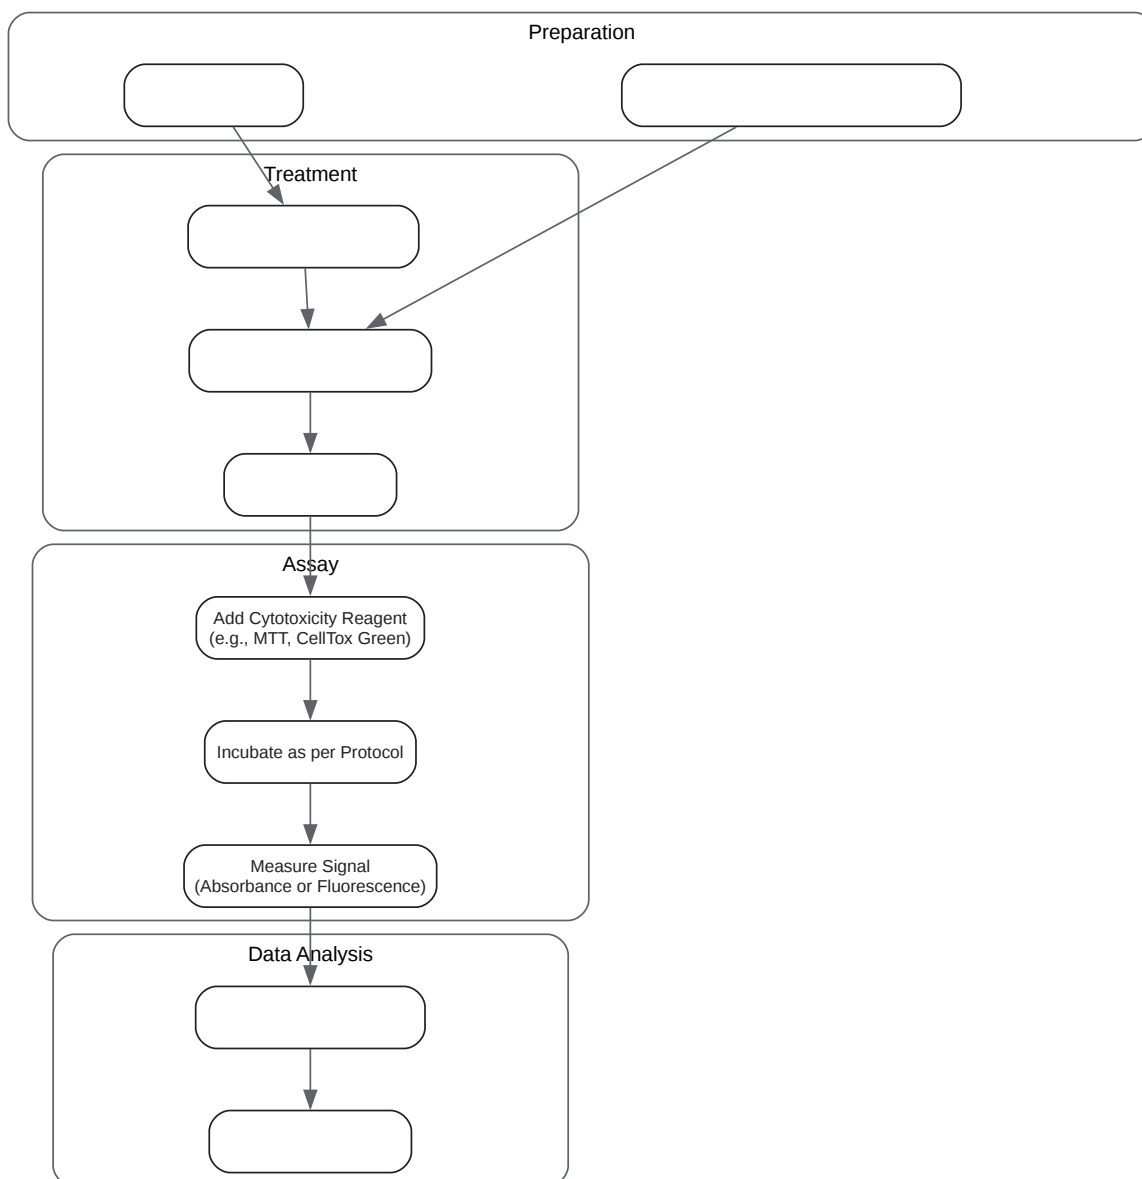 Preparation
Treatment
Assay
Add Cytotoxicity Reagent
(e.g., MTT, CellTox Green)
Incubate as per Protocol
Measure Signal
(Absorbance or Fluorescence)
Data Analysis